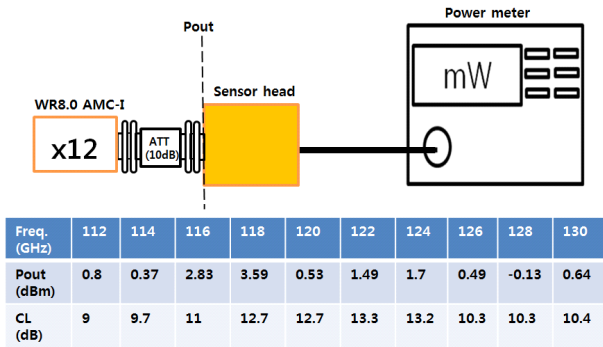 Power meter
Pout
Sensor head
mW
WR8.0 AMC-I
x12
ATT
(10dB)
Freq. (GHz) 112 114 116 118 120 122 124 126 128 130
Pout (dBm) 0.8 0.37 2.83 3.59 0.53 1.49 1.7 0.49 -0.13 0.64
CL (dB) 9 9.7 11 12.7 12.7 13.3 13.2 10.3 10.3 10.4